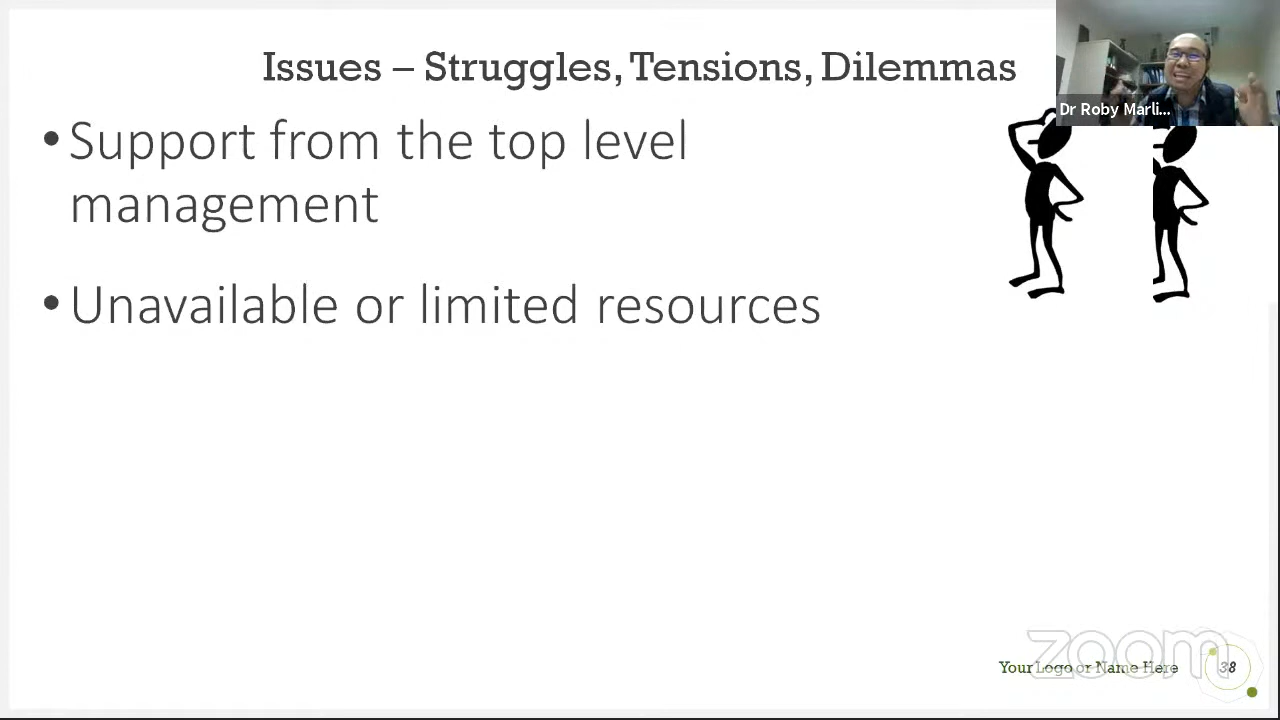 Issues – Struggles, Tensions, Dilemmas
Dr Roby Marli...
• Support from the top level
management
• Unavailable or limited resources
zoom
Your Logo or Name Here
38